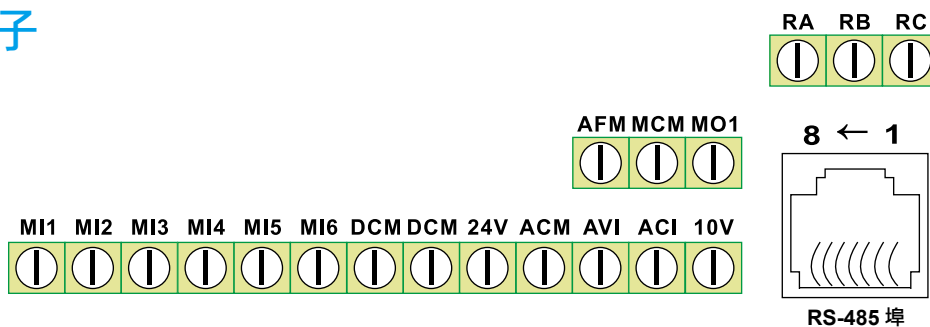 子
RA RB RC
AFM MCM MO1
8 ← 1
MI1 MI2 MI3 MI4 MI5 MI6 DCM DCM 24V ACM AVI ACI 10V
RS-485 埠